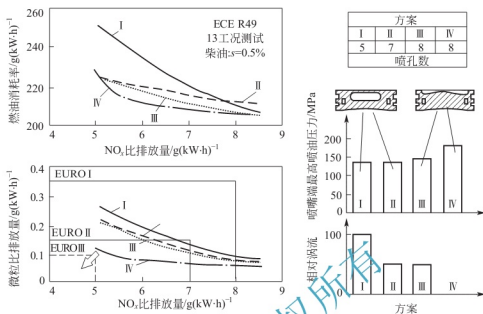 260
240
220
200
燃油消耗率/g(kW·h)
I
ECE R49
13工况测试
柴油:s=0.5%
II
III
IV
4 5 6 7 8 9
NOx比排放量/g(kW·h)⁻¹
0.4
0.3
0.2
0.1
0
微粒比排放量/g(kW·h)⁻¹
EURO I
EURO II
EURO III
I
II
III
IV
4 5 6 7 8 9
NOx比排放量/g(kW·h)⁻¹
方案
I II III IV
5 7 8 8
喷孔数
喷嘴端最高喷油压力/MPa
200
150
100
50
0
I II III IV
相对涡流
100
50
0
I II III IV
方案
权所有